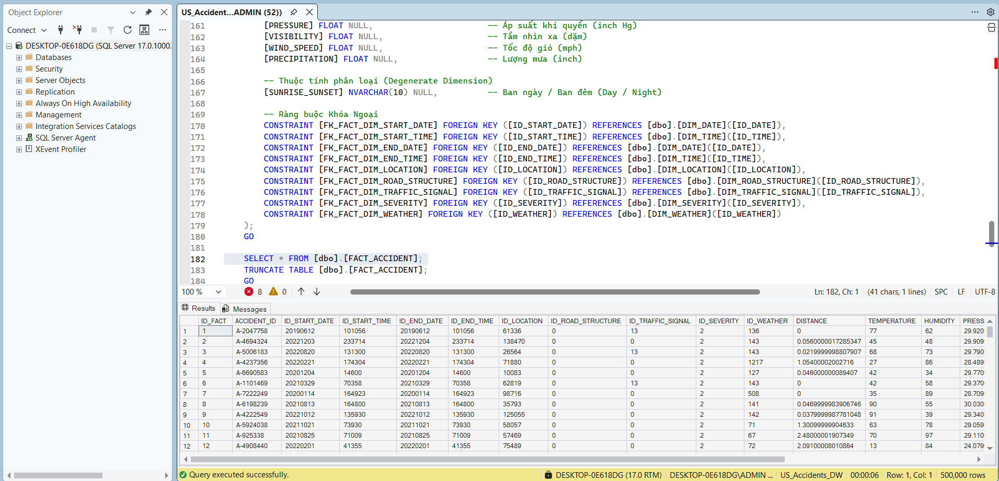 Object Explorer
Connect
DESKTOP-0E618DG (SQL Server 17.0.1000.
Databases
Security
Server Objects
Replication
Always On High Availability
Management
Integration Services Catalogs
SQL Server Agent
XEvent Profiler
US_Accident...ADMIN (52))
161 [PRESSURE] FLOAT NULL, -- Áp suất khí quyển (inch Hg)
162 [VISIBILITY] FLOAT NULL, -- Tầm nhìn xa (dặm)
163 [WIND_SPEED] FLOAT NULL, -- Tốc độ gió (mph)
164 [PRECIPITATION] FLOAT NULL, -- Lượng mưa (inch)
165
166 -- Thuộc tính phân loại (Degenerate Dimension)
167 [SUNRISE_SUNSET] NVARCHAR(10) NULL, -- Ban ngày / Ban đêm (Day / Night)
168
169 -- Ràng buộc Khóa Ngoại
170 CONSTRAINT [FK_FACT_DIM_START_DATE] FOREIGN KEY ([ID_START_DATE]) REFERENCES [dbo].[DIM_DATE]([ID_DATE]),
171 CONSTRAINT [FK_FACT_DIM_START_TIME] FOREIGN KEY ([ID_START_TIME]) REFERENCES [dbo].[DIM_TIME]([ID_TIME]),
172 CONSTRAINT [FK_FACT_DIM_END_DATE] FOREIGN KEY ([ID_END_DATE]) REFERENCES [dbo].[DIM_DATE]([ID_DATE]),
173 CONSTRAINT [FK_FACT_DIM_END_TIME] FOREIGN KEY ([ID_END_TIME]) REFERENCES [dbo].[DIM_TIME]([ID_TIME]),
174 CONSTRAINT [FK_FACT_DIM_LOCATION] FOREIGN KEY ([ID_LOCATION]) REFERENCES [dbo].[DIM_LOCATION]([ID_LOCATION]),
175 CONSTRAINT [FK_FACT_DIM_ROAD_STRUCTURE] FOREIGN KEY ([ID_ROAD_STRUCTURE]) REFERENCES [dbo].[DIM_ROAD_STRUCTURE]([ID_ROAD_STRUCTURE]),
176 CONSTRAINT [FK_FACT_DIM_TRAFFIC_SIGNAL] FOREIGN KEY ([ID_TRAFFIC_SIGNAL]) REFERENCES [dbo].[DIM_TRAFFIC_SIGNAL]([ID_TRAFFIC_SIGNAL]),
177 CONSTRAINT [FK_FACT_DIM_SEVERITY] FOREIGN KEY ([ID_SEVERITY]) REFERENCES [dbo].[DIM_SEVERITY]([ID_SEVERITY]),
178 CONSTRAINT [FK_FACT_DIM_WEATHER] FOREIGN KEY ([ID_WEATHER]) REFERENCES [dbo].[DIM_WEATHER]([ID_WEATHER])
179 );
180 GO
181
182 SELECT * FROM [dbo].[FACT_ACCIDENT];
183 TRUNCATE TABLE [dbo].[FACT_ACCIDENT];
184 GO
100 % 8 0 Ln: 182, Ch: 1 (41 chars, 1 lines) SPC LF UTF-8
Results Messages
ID_FACT ACCIDENT_ID ID_START_DATE ID_START_TIME ID_END_DATE ID_END_TIME ID_LOCATION ID_ROAD_STRUCTURE ID_TRAFFIC_SIGNAL ID_SEVERITY ID_WEATHER DISTANCE TEMPERATURE HUMIDITY PRESS
1 1 A-2047758 20190612 101056 20190612 101056 61336 0 13 2 136 0 77 62 29.920
2 2 A-4694324 20221203 233714 20221204 233714 138470 0 0 2 143 0.0560000017285347 45 48 29.909
3 3 A-5006183 20220820 131300 20220820 131300 26564 0 13 2 143 0.0219999998807907 68 73 29.790
4 4 A-4237356 20220221 174304 20220221 174304 71880 0 0 2 1217 1.05400002002716 27 86 28.489
5 5 A-6690583 20201204 14600 20201204 14600 10083 0 0 2 127 0.046000000089407 42 34 29.770
6 6 A-1101469 20210329 70358 20210329 70358 62819 0 13 2 143 0 42 58 29.370
7 7 A-7222249 20200114 164923 20200114 164923 98716 0 0 2 508 0 35 89 28.709
8 8 A-6198239 20210813 164800 20210813 164800 35793 0 0 2 141 0.0469999983906746 90 55 30.030
9 9 A-4222549 20221012 135930 20221012 135930 125055 0 0 2 142 0.0379999987781048 91 39 29.340
10 10 A-5924038 20211021 73930 20211021 73930 58057 0 0 2 71 1.30099999904633 63 78 29.059
11 11 A-925338 20210825 71009 20210825 71009 57469 0 0 2 67 2.48000001907349 70 97 29.110
12 12 A-4908440 20220201 41355 20220201 41355 75489 0 0 2 72 2.09100008010864 13 84 24.079
Query executed successfully. DESKTOP-0E618DG (17.0 RTM) DESKTOP-0E618DG\ADMIN ... US_Accidents_DW 00:00:06 Row: 1, Col: 1 500,000 rows